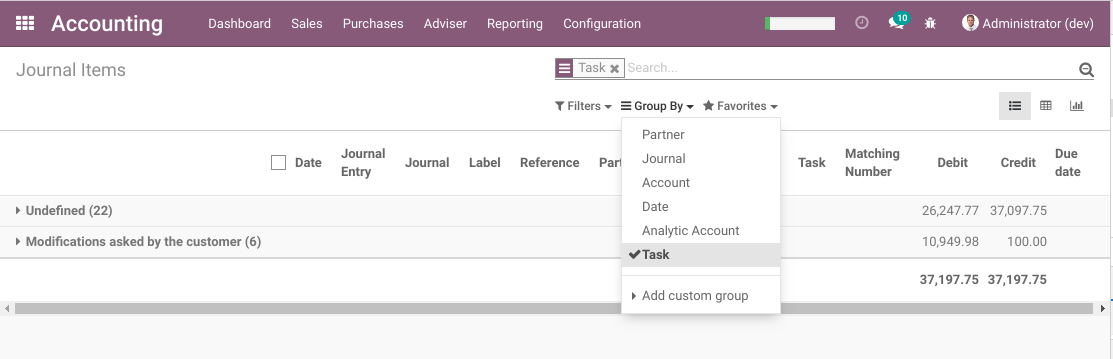 Accounting Dashboard Sales Purchases Adviser Reporting Configuration 10 Administrator (dev)
Journal Items
Task Search...
Filters Group By Favorites
Partner
Journal
Account
Date
Analytic Account
Task
Add custom group
Date Journal Entry Journal Label Reference Task Matching Number Debit Credit Due date
Undefined (22) 26,247.77 37,097.75
Modifications asked by the customer (6) 10,949.98 100.00
37,197.75 37,197.75